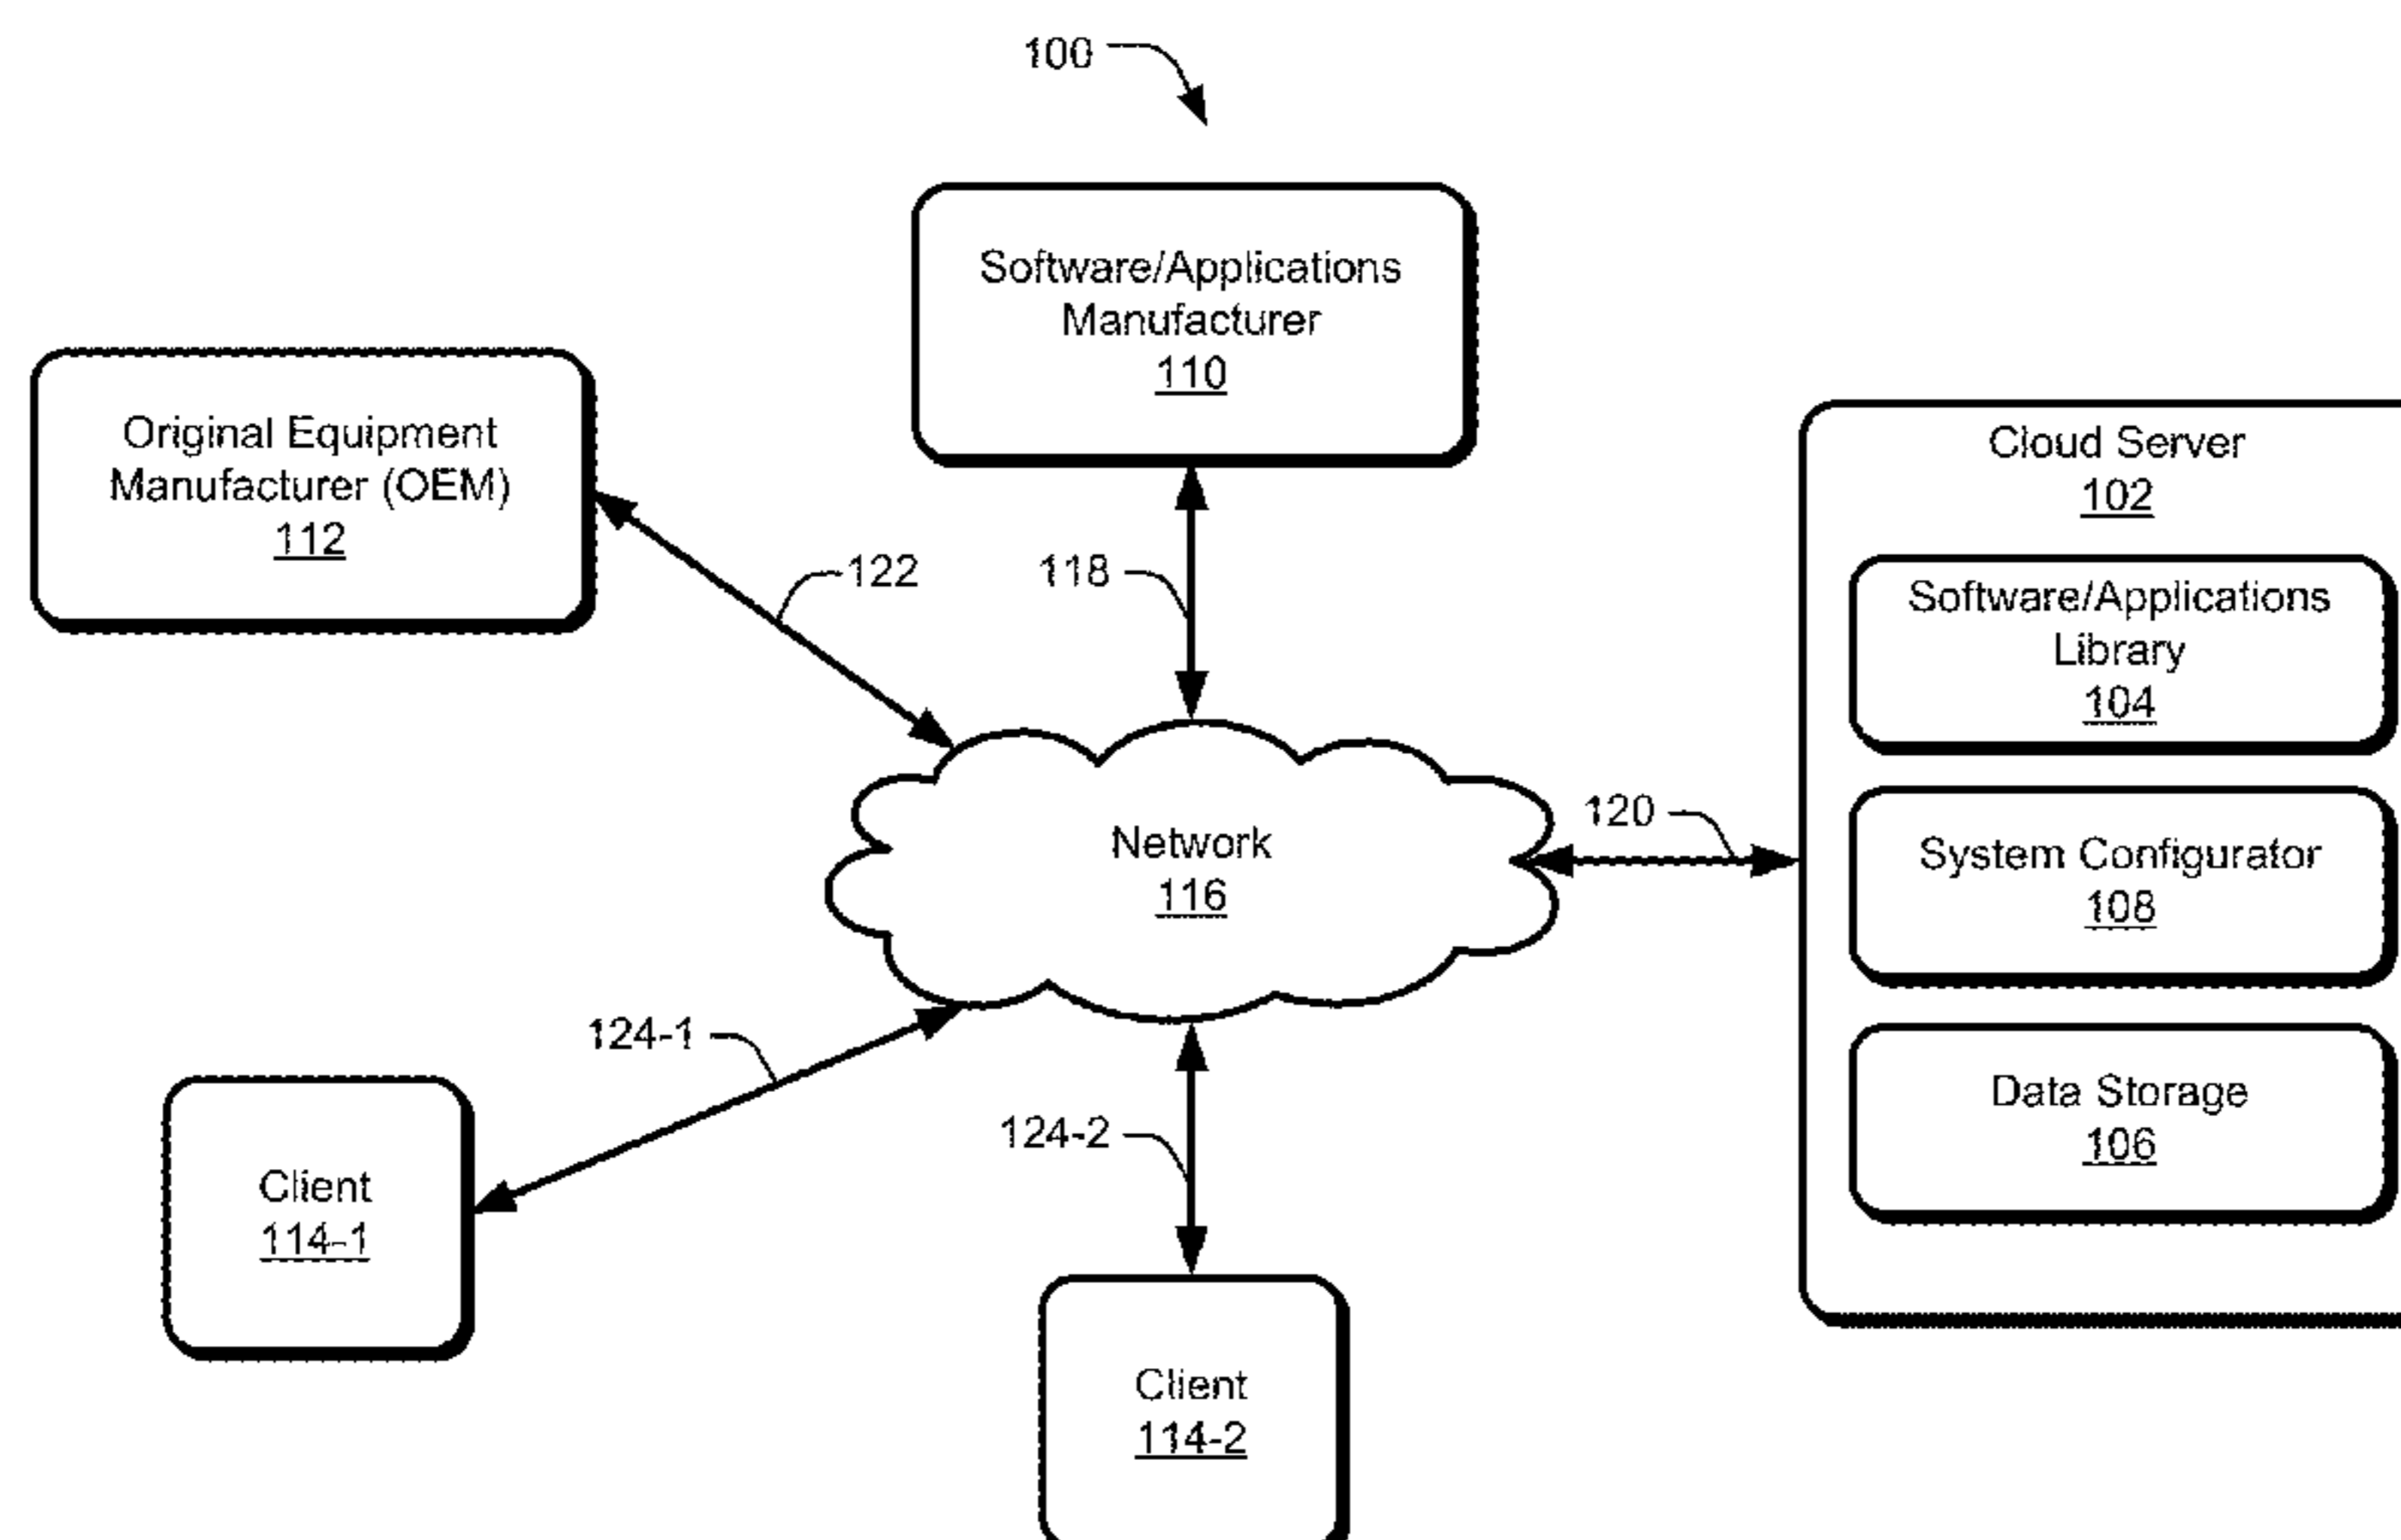 100
Software/Applications
Manufacturer
110
Original Equipment
Manufacturer (OEM)
112
122
118
Cloud Server
102
Software/Applications
Library
104
120
System Configurator
108
Data Storage
106
Network
116
124-1
124-2
Client
114-1
Client
114-2